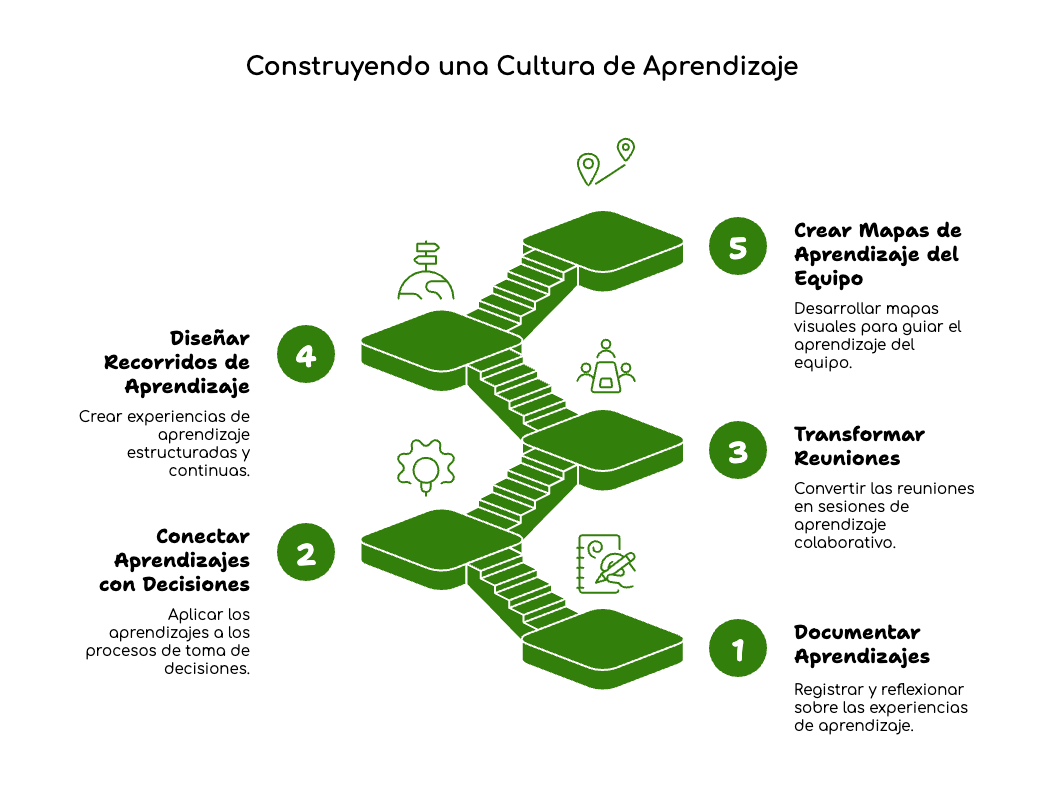 Construyendo una Cultura de Aprendizaje
5
Crear Mapas de
Aprendizaje del
Equipo
Desarrollar mapas
visuales para guiar el
aprendizaje del
equipo.
4
Diseñar
Recorridos de
Aprendizaje
Crear experiencias de
aprendizaje
estructuradas y
continuas.
3
Transformar
Reuniones
Convertir las reuniones
en sesiones de
aprendizaje
colaborativo.
2
Conectar
Aprendizajes
con Decisiones
Aplicar los
aprendizajes a los
procesos de toma de
decisiones.
1
Documentar
Aprendizajes
Registrar y reflexionar
sobre las experiencias
de aprendizaje.